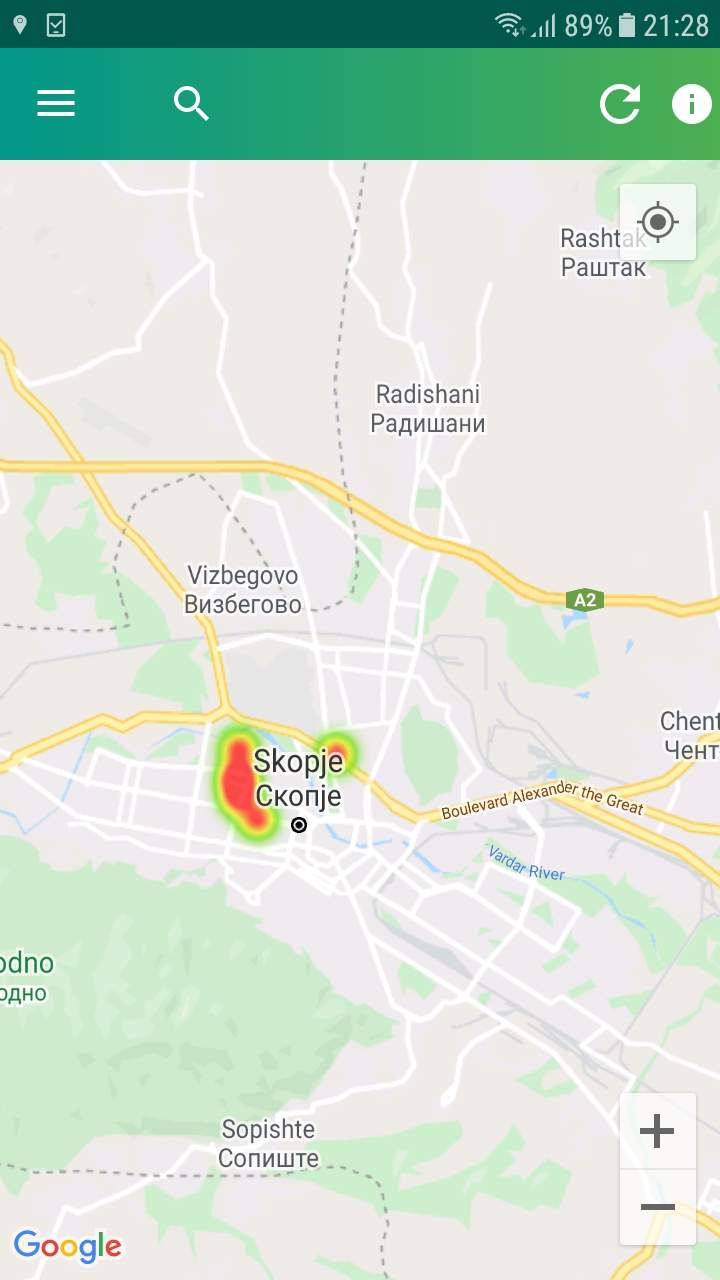 89% 21:28
Rashtak
Раштак
Radishani
Радишани
A2
Vizbegovo
Визбегово
Chent
Чент
Skopje
Скопје
Boulevard Alexander the Great
Vardar River
odno
одно
Sopishte
Сопиште
Google